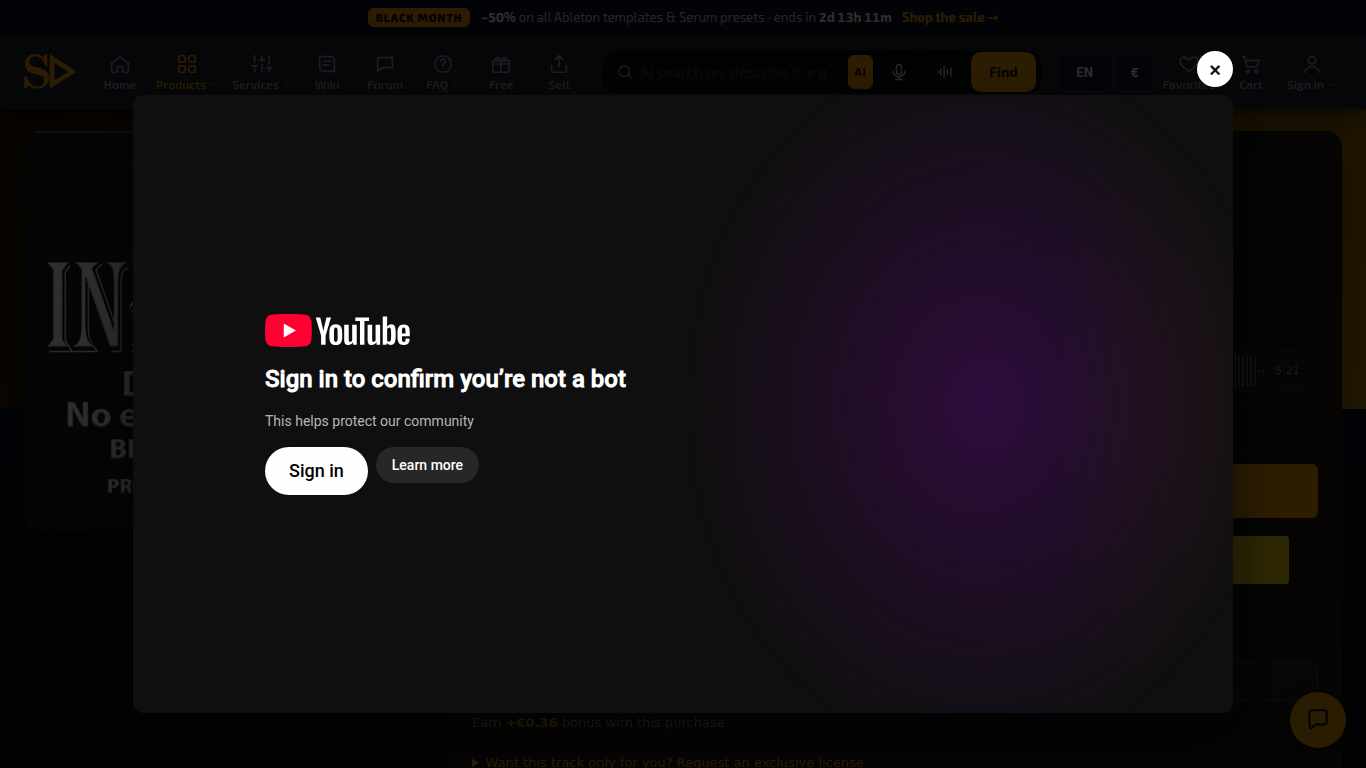 BLACK MONTH -50% on all Ableton templates & Serum presets · ends in 2d 13h 11m Shop the sale →
Home Products Services Wiki Forum FAQ Free Sell AI Find EN € Cart Sign in
YouTube
Sign in to confirm you're not a bot
This helps protect our community
Sign in Learn more
IN
No e
PR
5:21
Earn +€0.36 bonus with this purchase
Want this track only for you? Request an exclusive license